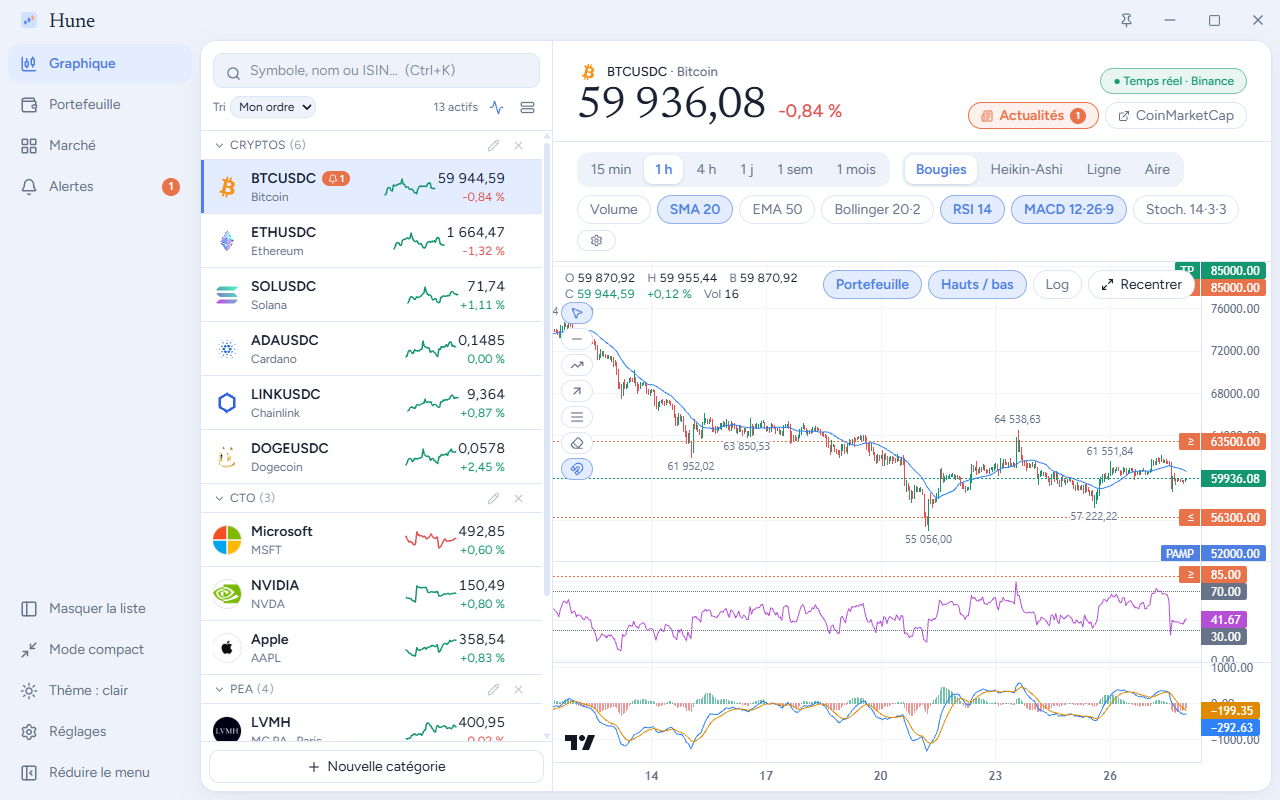 Hune
Graphique
Portefeuille
Marché
Alertes
1
Masquer la liste
Mode compact
Thème : clair
Réglages
Réduire le menu
Symbole, nom ou ISIN… (Ctrl+K)
Tri
Mon ordre
13 actifs
CRYPTOS (6)
BTCUSDC 1 59 944,59
Bitcoin -0,84 %
ETHUSDC 1 664,47
Ethereum -1,32 %
SOLUSDC 71,74
Solana +1,11 %
ADAUSDC 0,1485
Cardano 0,00 %
LINKUSDC 9,364
Chainlink +0,87 %
DOGEUSDC 0,0578
Dogecoin +2,45 %
CTO (3)
Microsoft 492,85
MSFT +0,60 %
NVIDIA 150,49
NVDA +0,80 %
Apple 358,54
AAPL +0,83 %
PEA (4)
LVMH LVMH 400,95
MC.PA · Paris -0,02 %
+ Nouvelle catégorie
BTCUSDC · Bitcoin
59 936,08 -0,84 %
Temps réel · Binance
Actualités 1
CoinMarketCap
15 min 1 h 4 h 1 j 1 sem 1 mois
Bougies Heikin-Ashi Ligne Aire
Volume SMA 20 EMA 50 Bollinger 20·2 RSI 14 MACD 12·26·9 Stoch. 14·3·3
O 59 870,92 H 59 955,44 B 59 870,92
C 59 944,59 +0,12 % Vol 16
Portefeuille Hauts / bas Log Recentrer
TP 85000.00
85000.00
76000.00
72000.00
68000.00
64 538,63
≥ 63500.00
63 850,53
61 551,84
61 952,02
59936.08
57 222,22
≤ 56300.00
55 056,00
PAMP 52000.00
≥ 85.00
70.00
41.67
30.00
0.00
1000.00
0.00
−199.35
−292.63
−1000.00
14 17 20 23 26